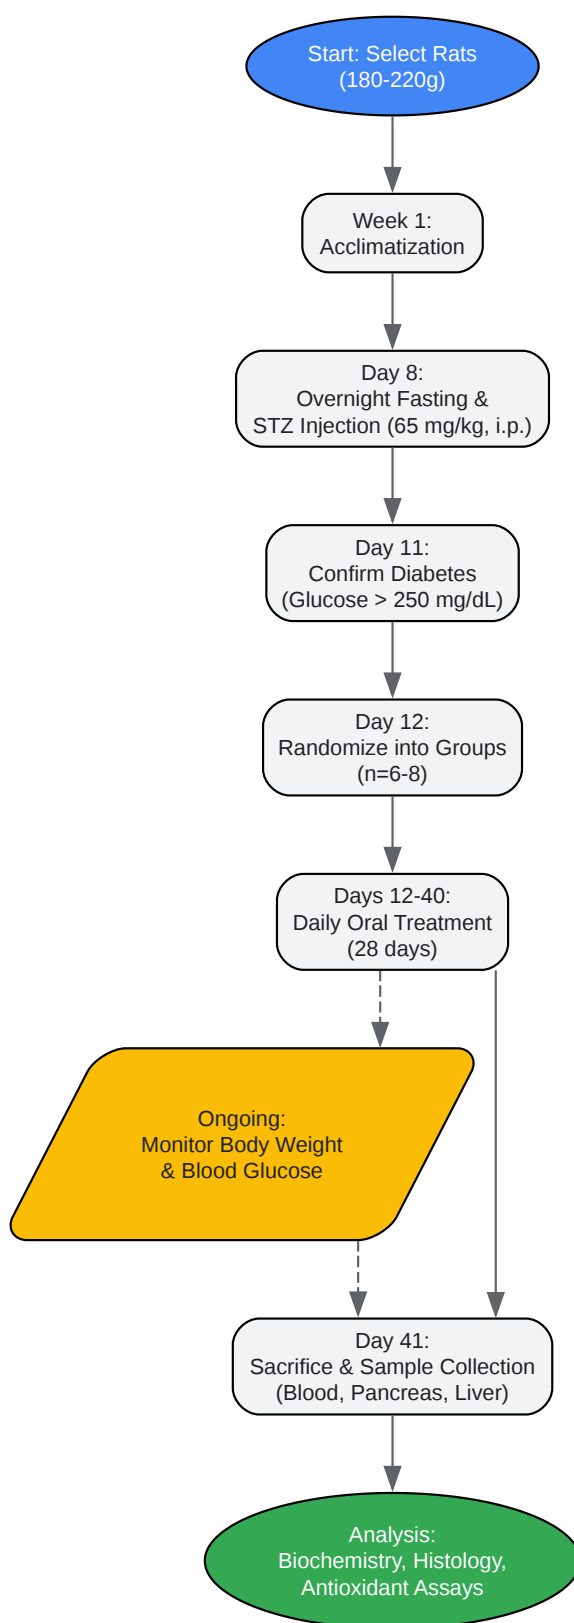 Start: Select Rats
(180-220g)
Week 1:
Acclimatization
Day 8:
Overnight Fasting &
STZ Injection (65 mg/kg, i.p.)
Day 11:
Confirm Diabetes
(Glucose > 250 mg/dL)
Day 12:
Randomize into Groups
(n=6-8)
Days 12-40:
Daily Oral Treatment
(28 days)
Ongoing:
Monitor Body Weight
& Blood Glucose
Day 41:
Sacrifice & Sample Collection
(Blood, Pancreas, Liver)
Analysis:
Biochemistry, Histology,
Antioxidant Assays